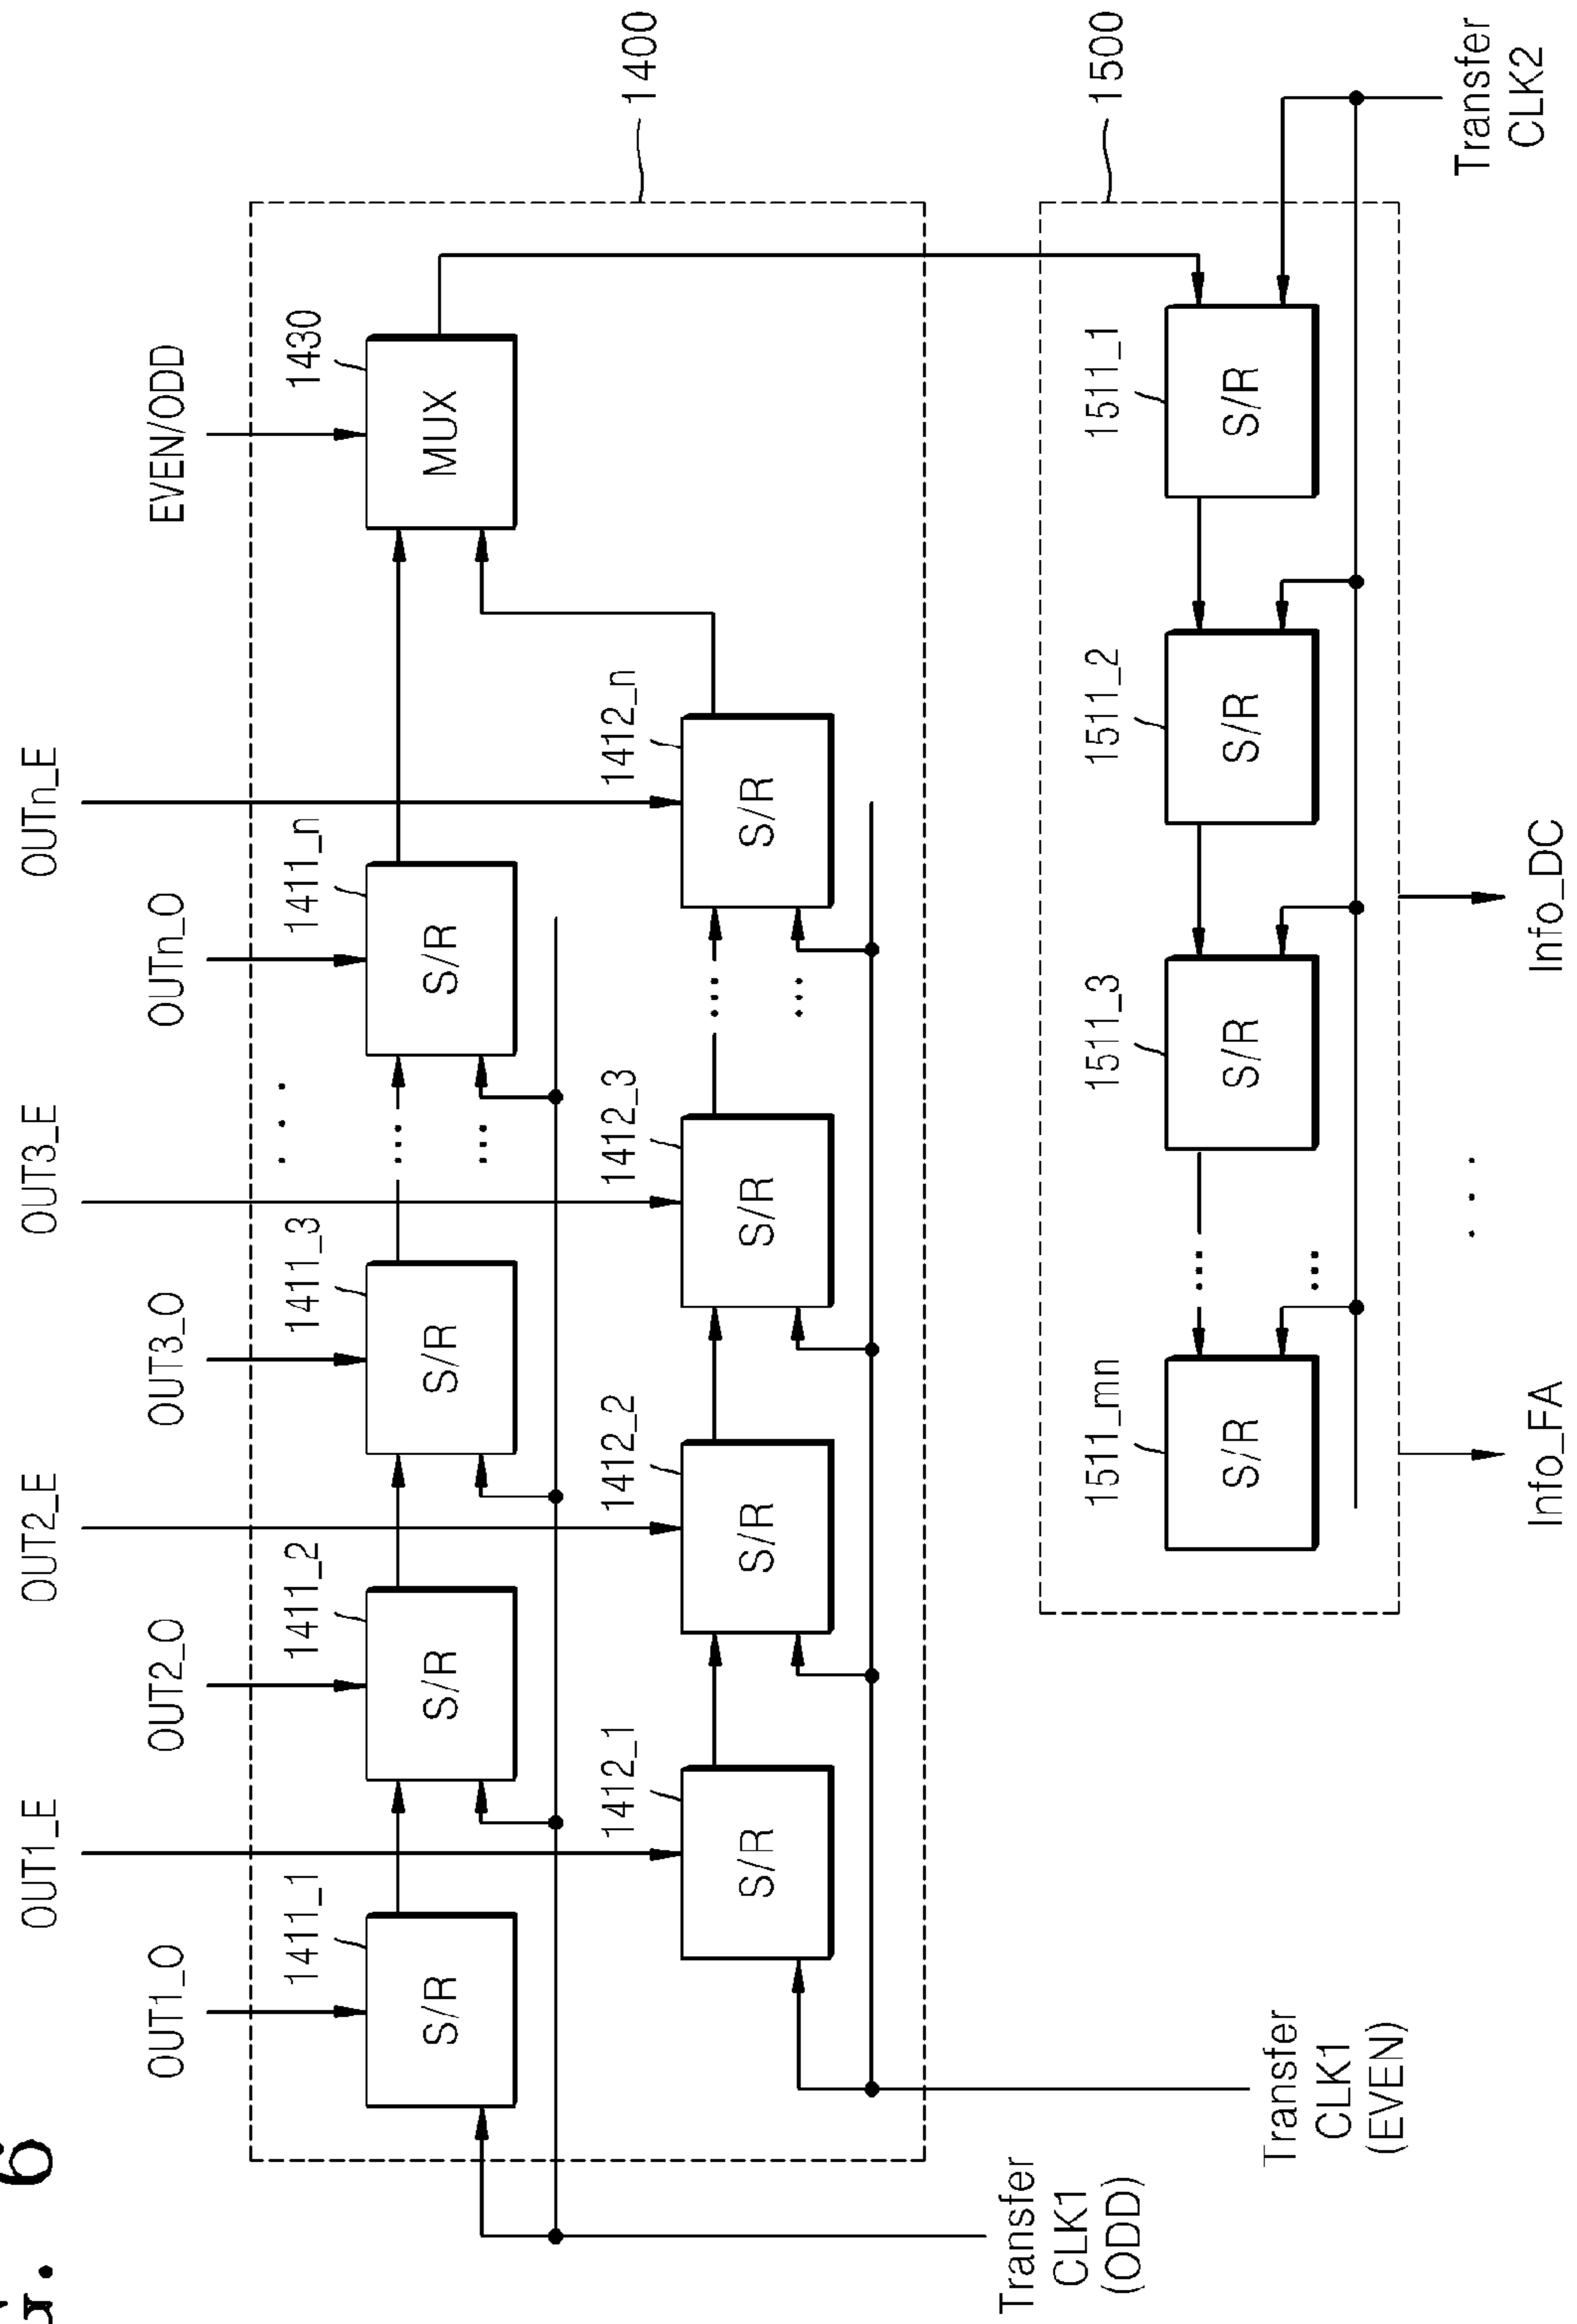 G. 6
OUT1_E
OUT2_E
OUT3_E
OUTn_E
OUT1_O
OUT2_O
OUT3_O
OUTn_O
EVEN/ODD
1411_1
1411_2
1411_3
. . .
1411_n
1430
S/R
S/R
S/R
...
...
S/R
MUX
1400
1412_1
1412_2
1412_3
1412_n
S/R
S/R
S/R
...
...
S/R
Transfer
CLK1
(ODD)
Transfer
CLK1
(EVEN)
1511_mn
1511_3
1511_2
1511_1
1500
S/R
...
...
S/R
S/R
S/R
Transfer
CLK2
Info_FA
. . .
Info_DC